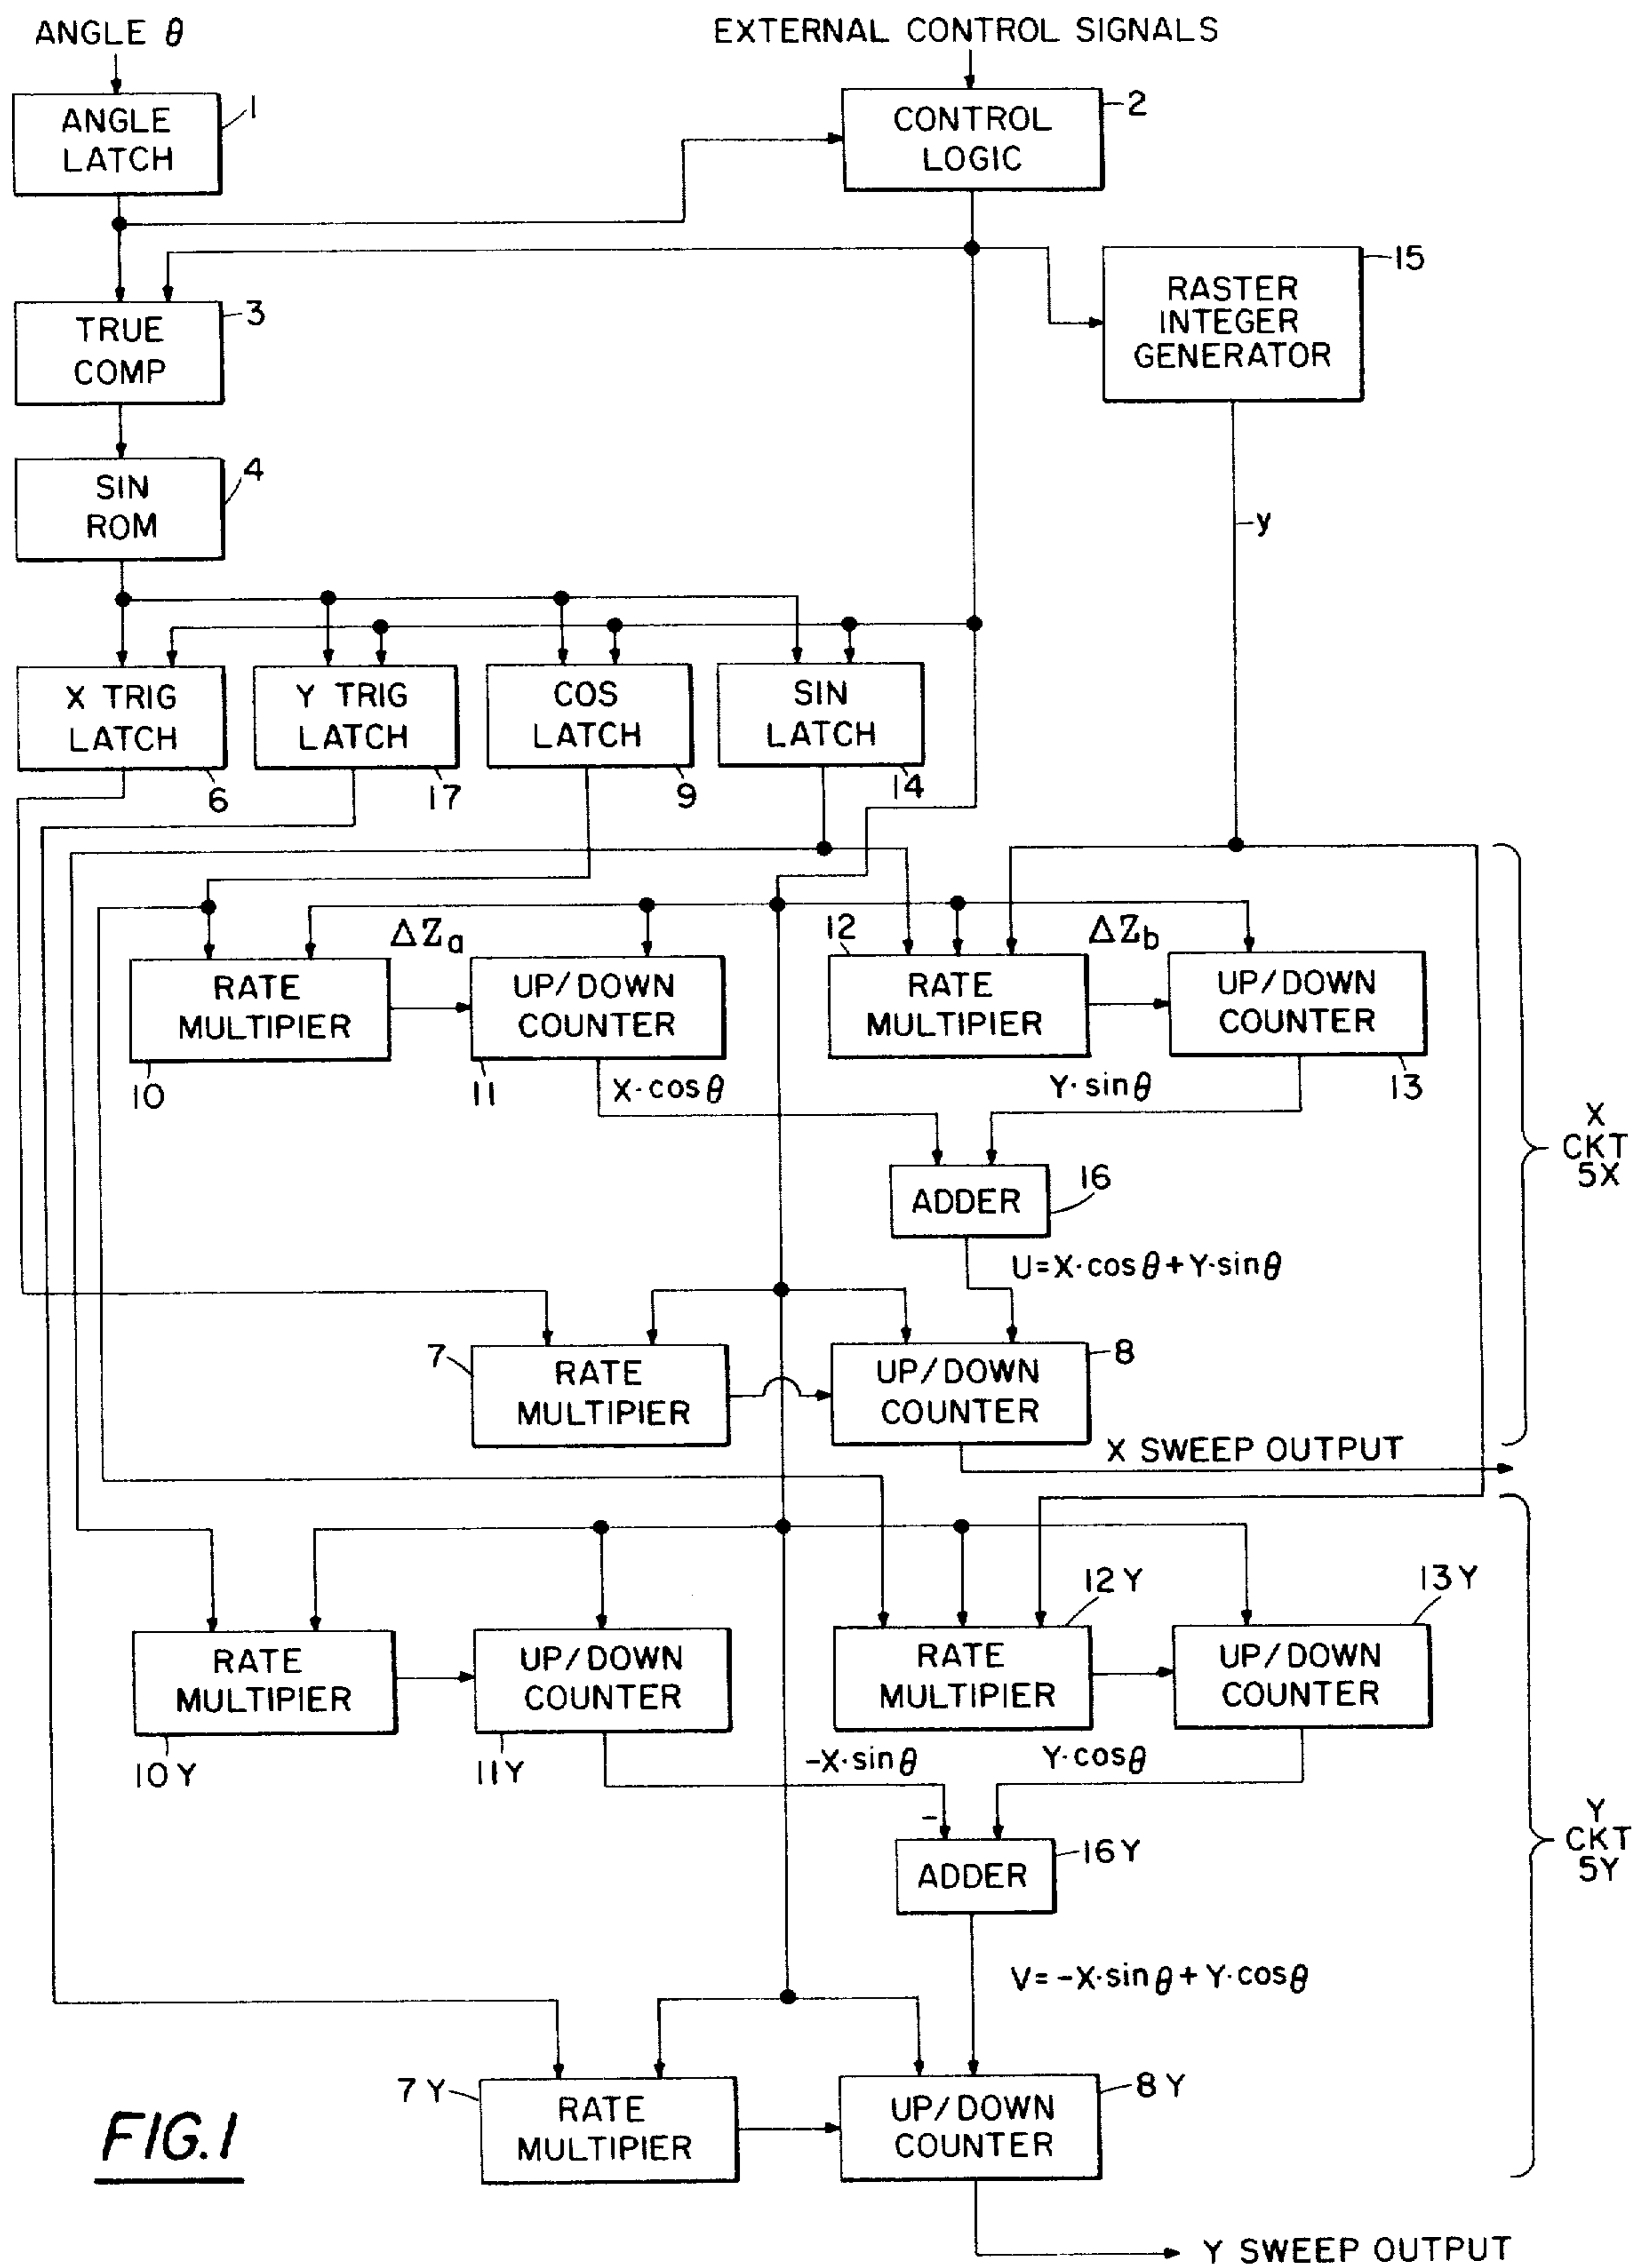 ANGLE θ
EXTERNAL CONTROL SIGNALS
ANGLE
LATCH
1
CONTROL
LOGIC
2
TRUE
COMP
3
RASTER
INTEGER
GENERATOR
15
SIN
ROM
4
y
X TRIG
LATCH
6
Y TRIG
LATCH
17
COS
LATCH
9
SIN
LATCH
14
ΔZa
12
ΔZb
RATE
MULTIPIER
10
UP/DOWN
COUNTER
11
RATE
MULTIPIER
UP/DOWN
COUNTER
13
X·cosθ
Y·sinθ
X
CKT
5X
ADDER
16
U=X·cosθ+Y·sinθ
7
RATE
MULTIPIER
UP/DOWN
COUNTER
8
X SWEEP OUTPUT
12Y
13Y
RATE
MULTIPIER
10Y
UP/DOWN
COUNTER
11Y
RATE
MULTIPIER
UP/DOWN
COUNTER
-X·sinθ
Y·cosθ
-
ADDER
16Y
Y
CKT
5Y
V=-X·sinθ+Y·cosθ
7Y
RATE
MULTIPIER
UP/DOWN
COUNTER
8Y
FIG.1
Y SWEEP OUTPUT